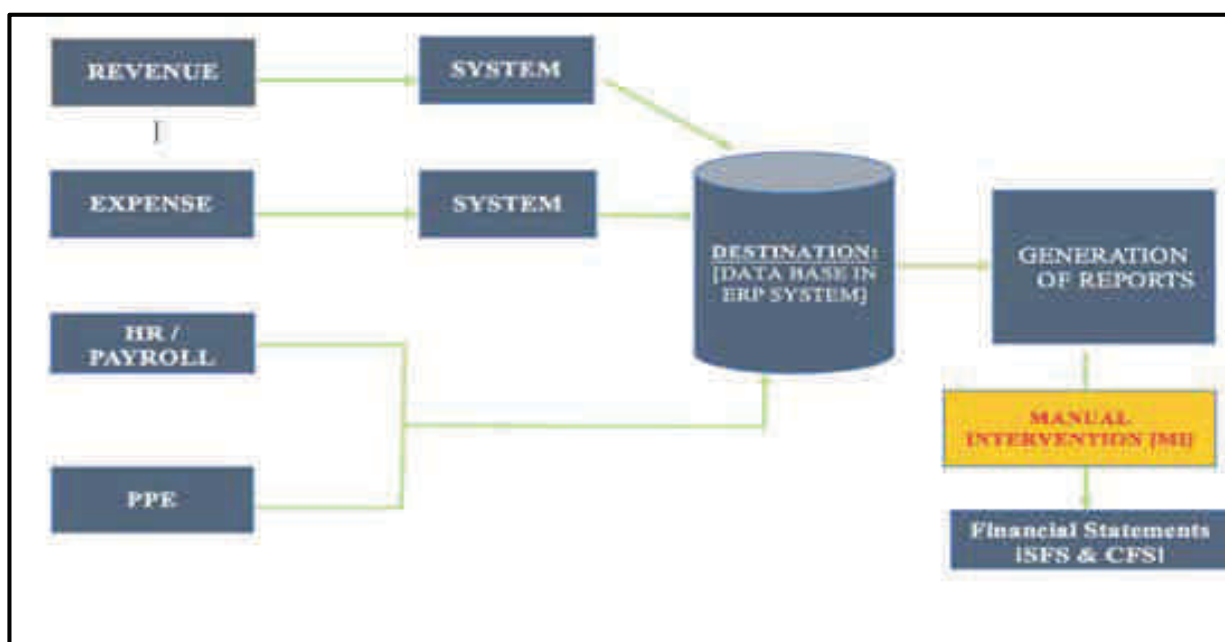 REVENUE
SYSTEM
EXPENSE
SYSTEM
HR /
PAYROLL
PPE
DESTINATION:
[DATA BASE IN
ERP SYSTEM]
GENERATION
OF REPORTS
MANUAL
INTERVENTION [MI]
Financial Statements
[SFS & CFS]